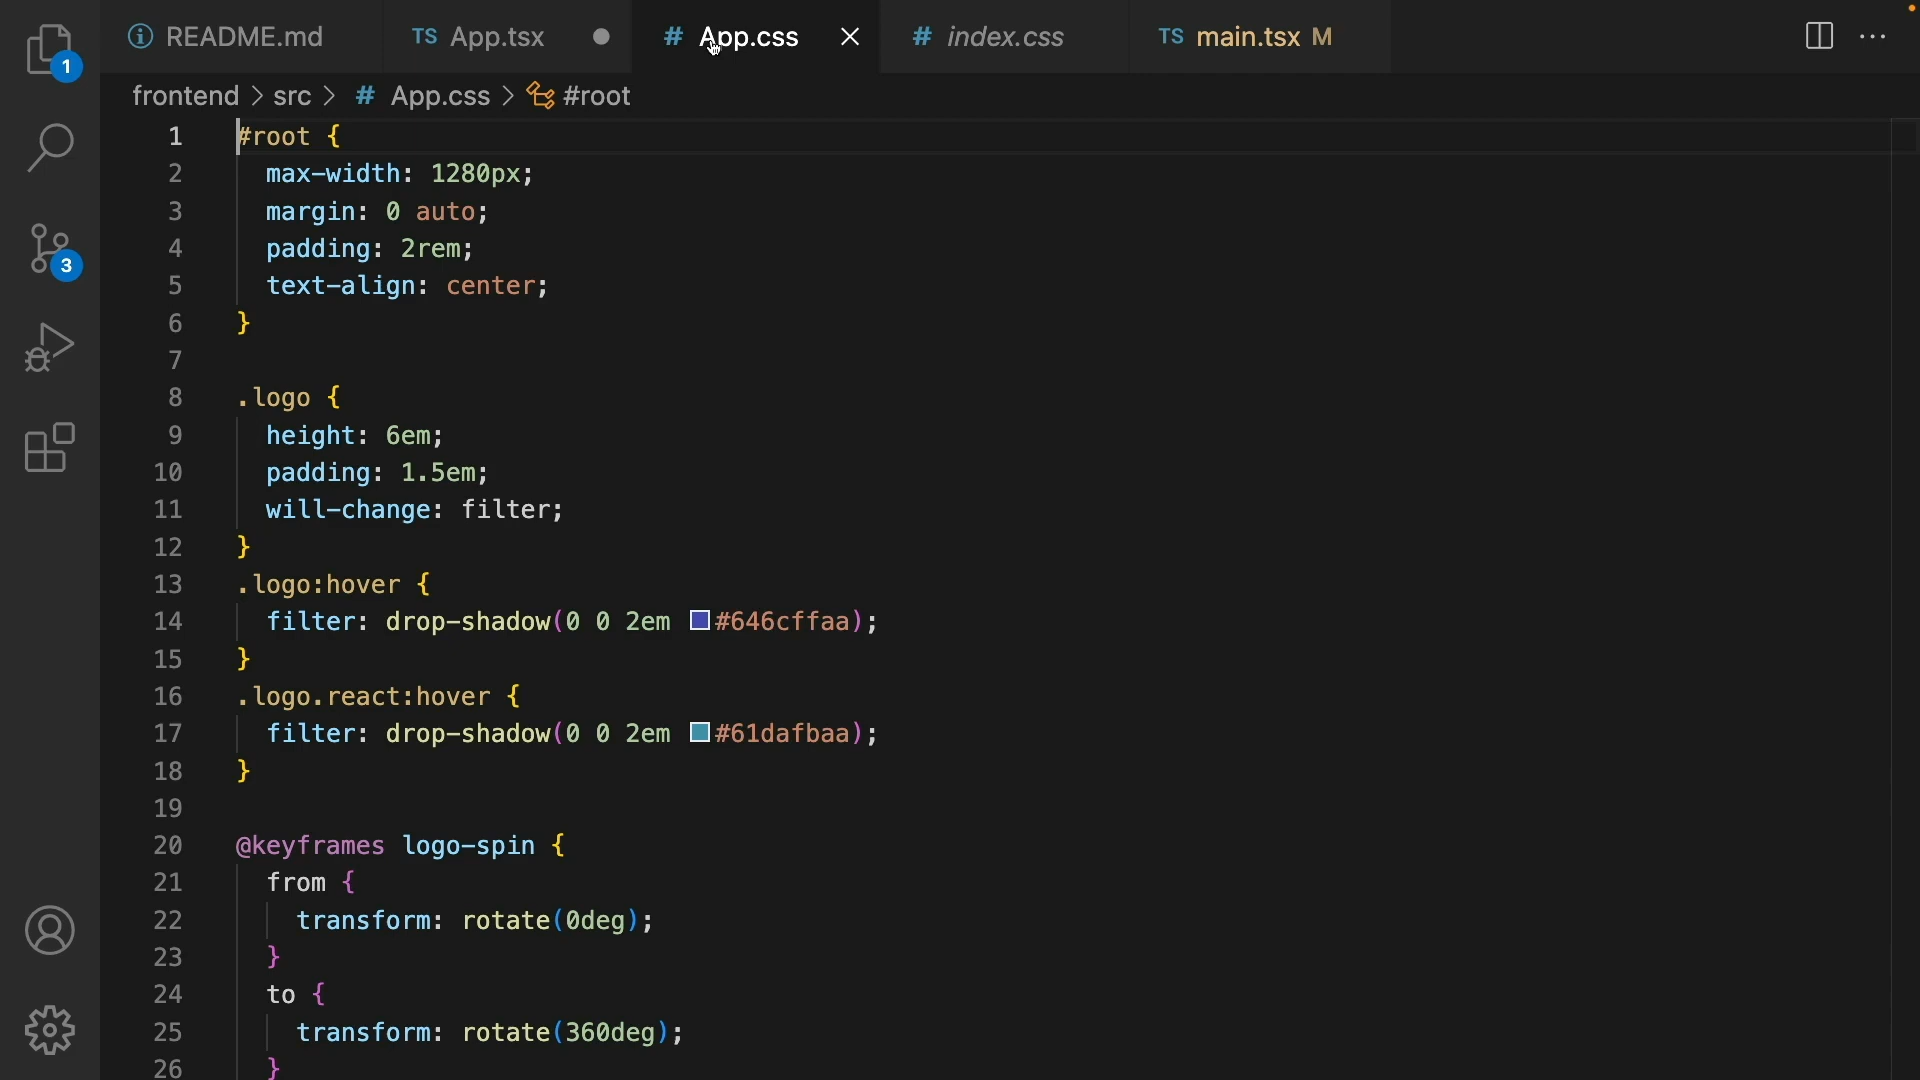 README.md
TS App.tsx
# App.css
# index.css
TS main.tsx M
frontend > src > # App.css > #root
1 #root {
2 max-width: 1280px;
3 margin: 0 auto;
4 padding: 2rem;
5 text-align: center;
6 }
7
8 .logo {
9 height: 6em;
10 padding: 1.5em;
11 will-change: filter;
12 }
13 .logo:hover {
14 filter: drop-shadow(0 0 2em #646cffaa);
15 }
16 .logo.react:hover {
17 filter: drop-shadow(0 0 2em #61dafbaa);
18 }
19
20 @keyframes logo-spin {
21 from {
22 transform: rotate(0deg);
23 }
24 to {
25 transform: rotate(360deg);
26 }
1
3